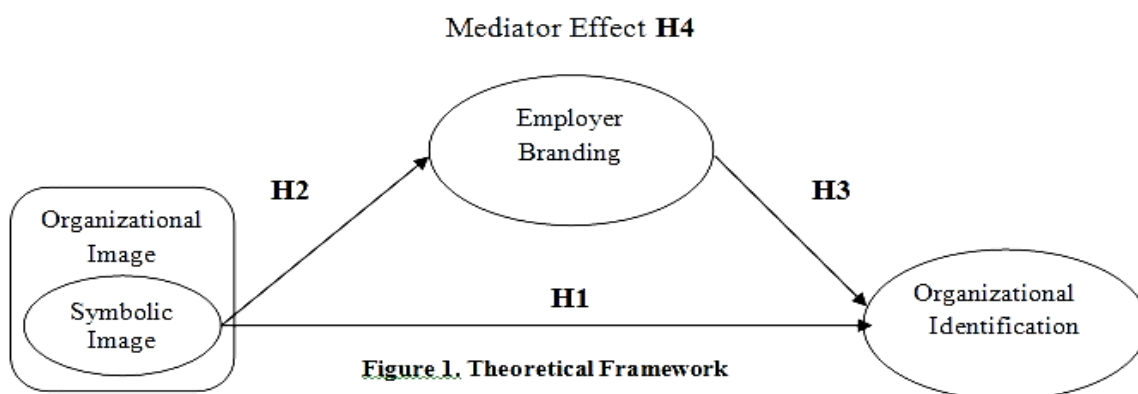 Mediator Effect H4
Employer
Branding
H2
H3
Organizational
Image
Symbolic
Image
H1
Organizational
Identification
Figure 1. Theoretical Framework